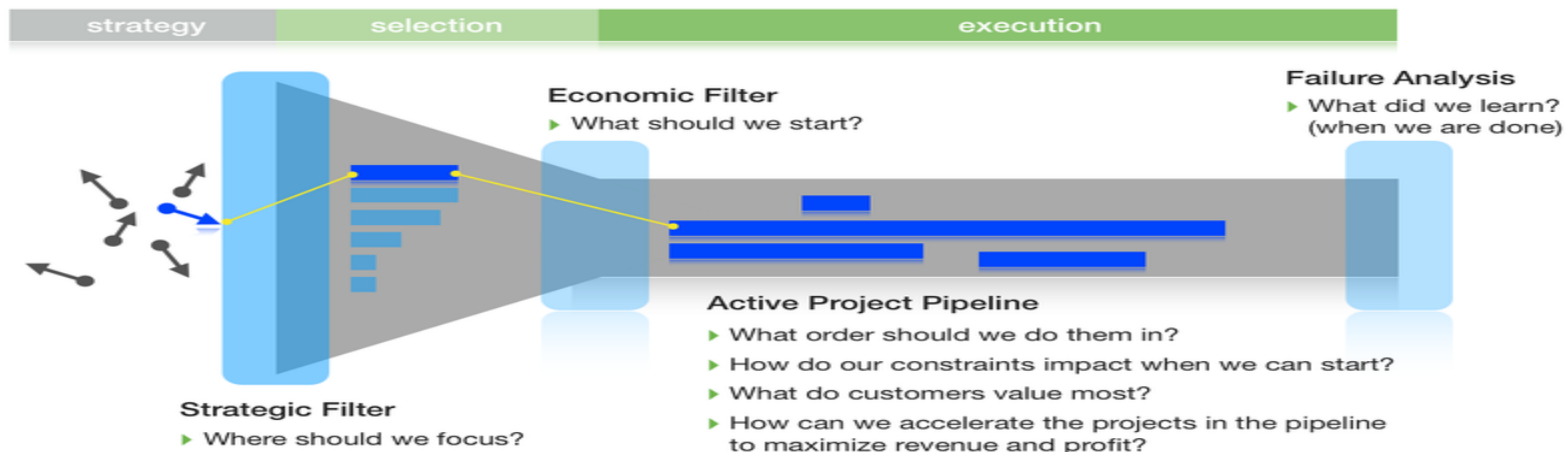 strategy
selection
execution
Economic Filter
What should we start?
Failure Analysis
What did we learn?
(when we are done)
Strategic Filter
Where should we focus?
Active Project Pipeline
What order should we do them in?
How do our constraints impact when we can start?
What do customers value most?
How can we accelerate the projects in the pipeline
to maximize revenue and profit?